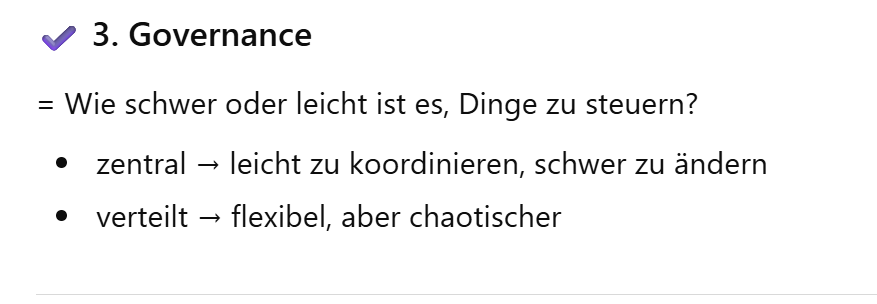 ✔ 3. Governance
= Wie schwer oder leicht ist es, Dinge zu steuern?
• zentral → leicht zu koordinieren, schwer zu ändern
• verteilt → flexibel, aber chaotischer